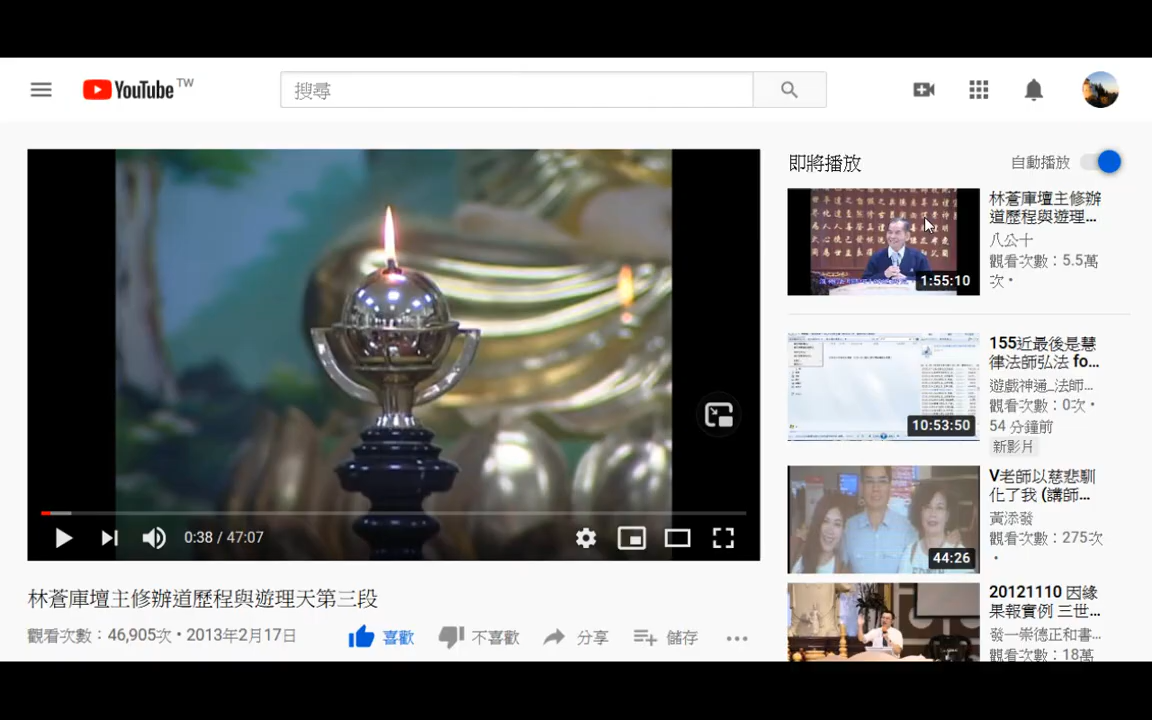 YouTube TW
搜尋
0:38 / 47:07
林蒼庫壇主修辦道歷程與遊理天第三段
觀看次數：46,905次 • 2013年2月17日
喜歡
不喜歡
分享
儲存
即將播放
自動播放
1:55:10
林蒼庫壇主修辦
道歷程與遊理...
八公十
觀看次數：5.5萬
次 •
10:53:50
155近最後是慧
律法師弘法 fo...
遊戲神通_法師...
觀看次數：0次 •
54 分鐘前
新影片
44:26
V老師以慈悲馴
化了我 (講師...
黃添發
觀看次數：275次
•
20121110 因緣
果報實例 三世...
發一崇德正和書...
觀看次數：18萬